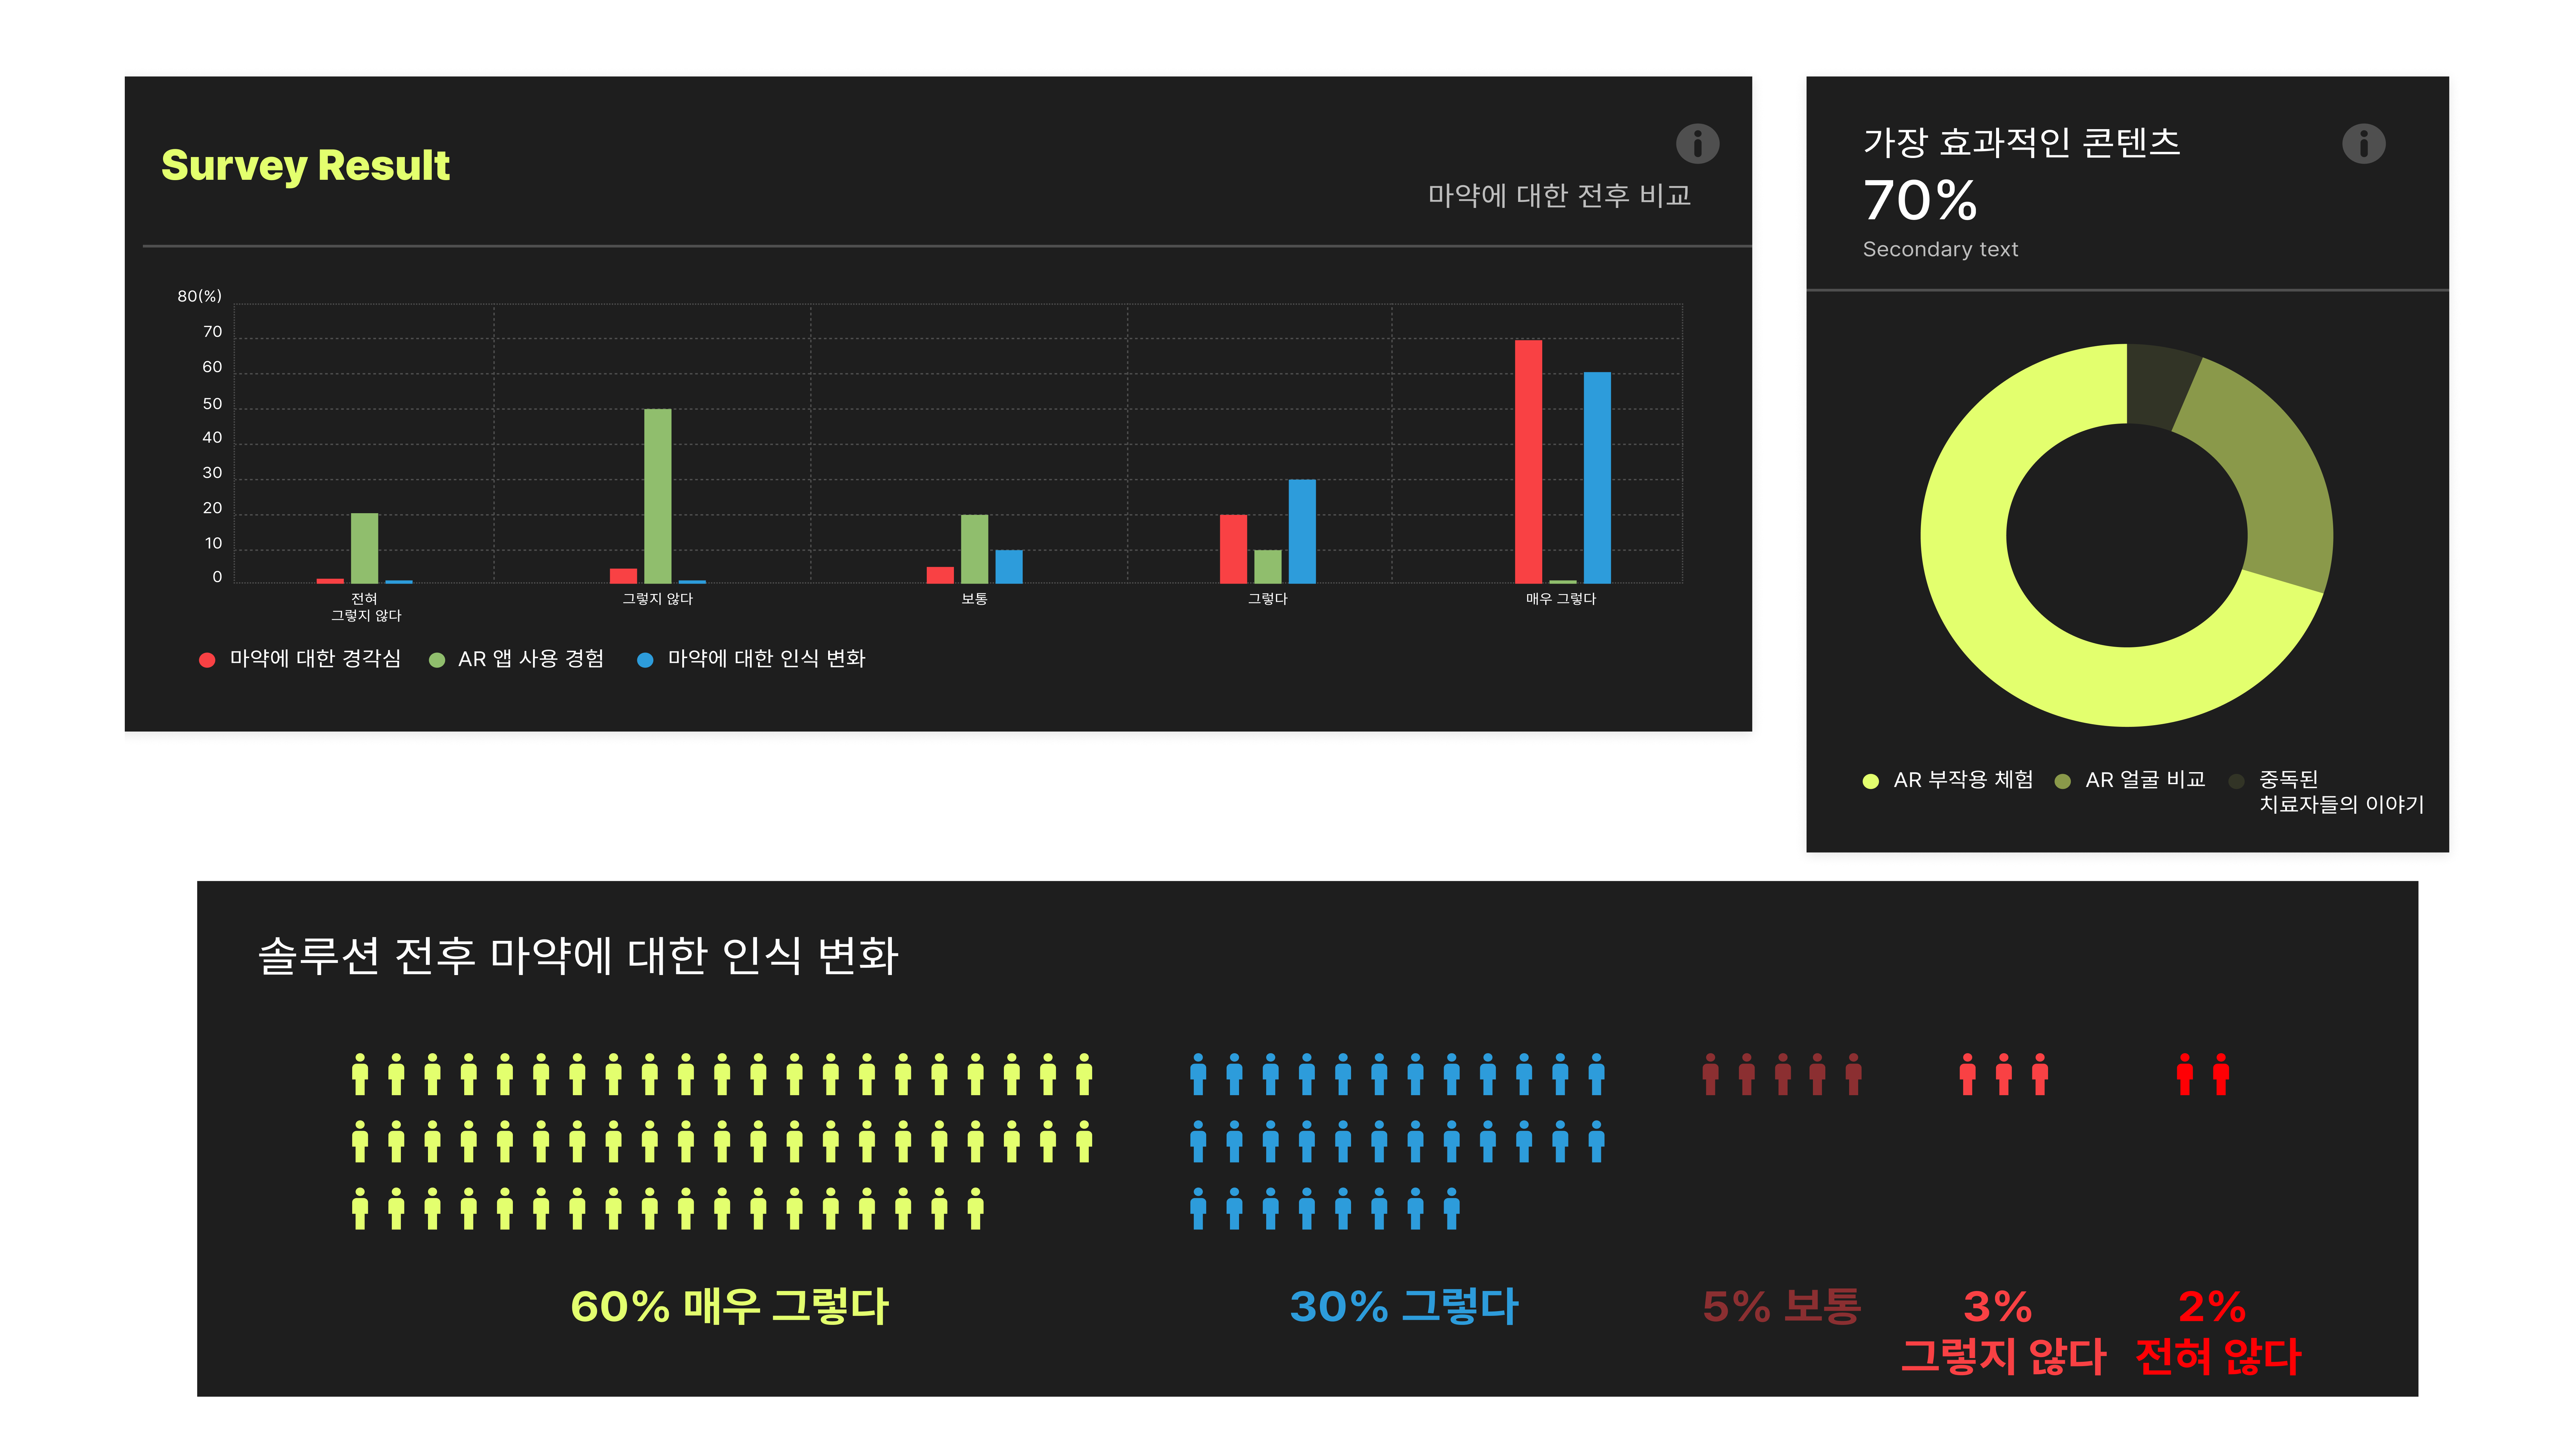 Survey Result
마약에 대한 전후 비교
80(%)
70
60
50
40
30
20
10
0
전혀
그렇지 않다
그렇지 않다
보통
그렇다
매우 그렇다
마약에 대한 경각심
AR 앱 사용 경험
마약에 대한 인식 변화
가장 효과적인 콘텐츠
70%
Secondary text
AR 부작용 체험
AR 얼굴 비교
중독된
치료자들의 이야기
솔루션 전후 마약에 대한 인식 변화
60% 매우 그렇다
30% 그렇다
5% 보통
3%
그렇지 않다
2%
전혀 않다